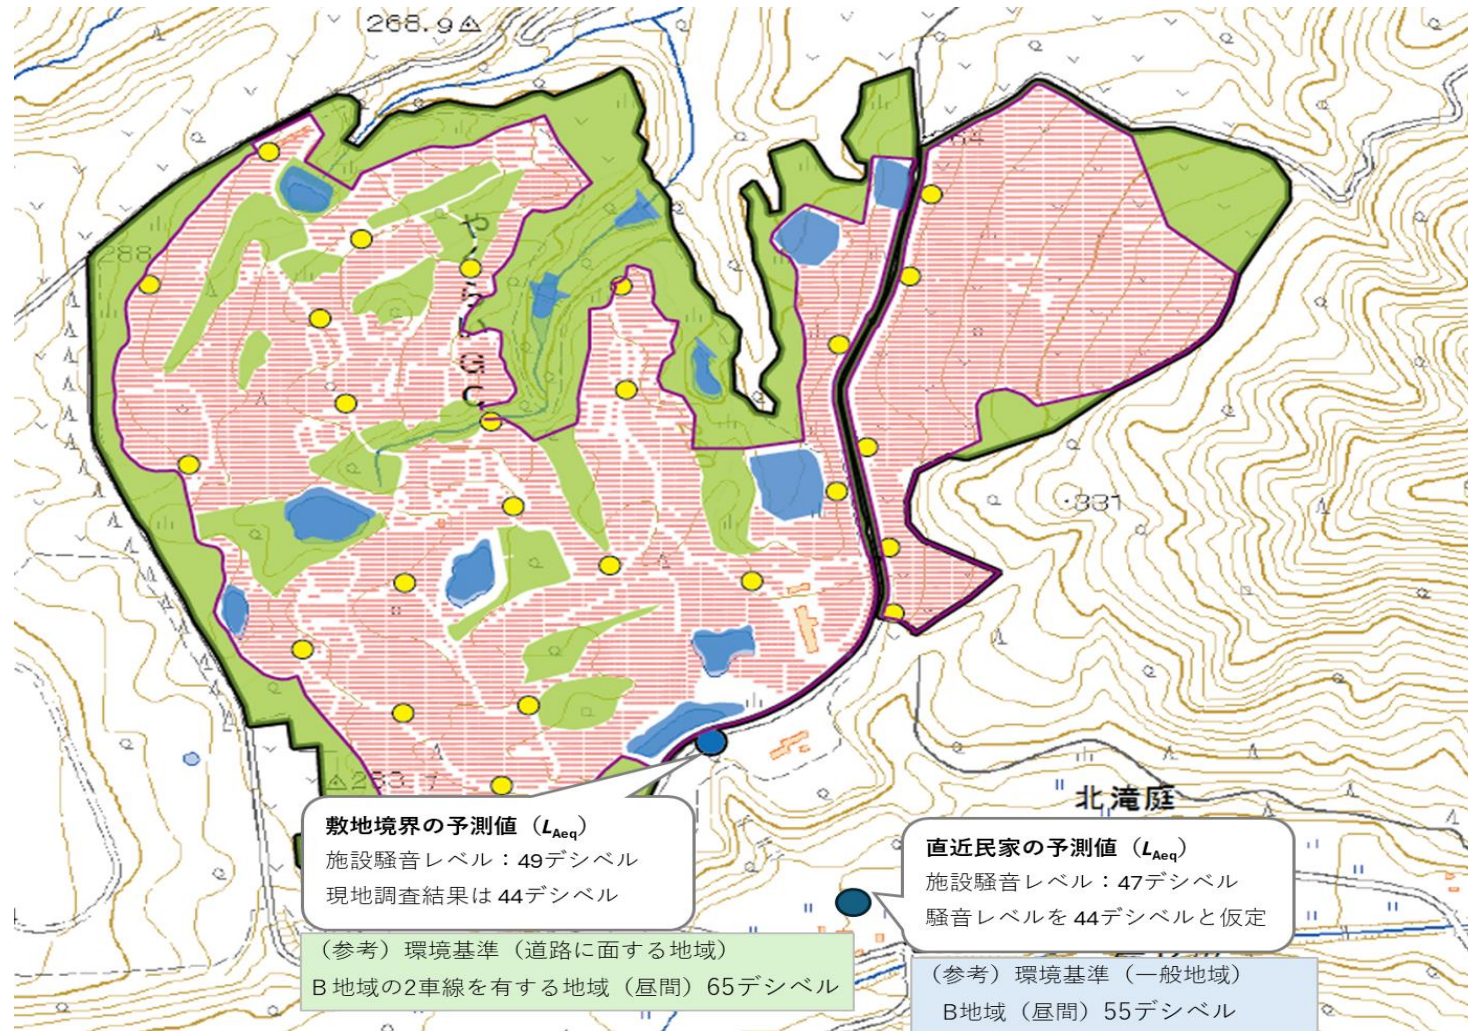 268.9
64
288
331
283.7
北滝庭
敷地境界の予測値（LAeq）
施設騒音レベル：49デシベル
現地調査結果は 44デシベル
直近民家の予測値（LAeq）
施設騒音レベル：47デシベル
騒音レベルを 44デシベルと仮定
（参考）環境基準（道路に面する地域）
B地域の2車線を有する地域（昼間）65デシベル
（参考）環境基準（一般地域）
B地域（昼間）55デシベル